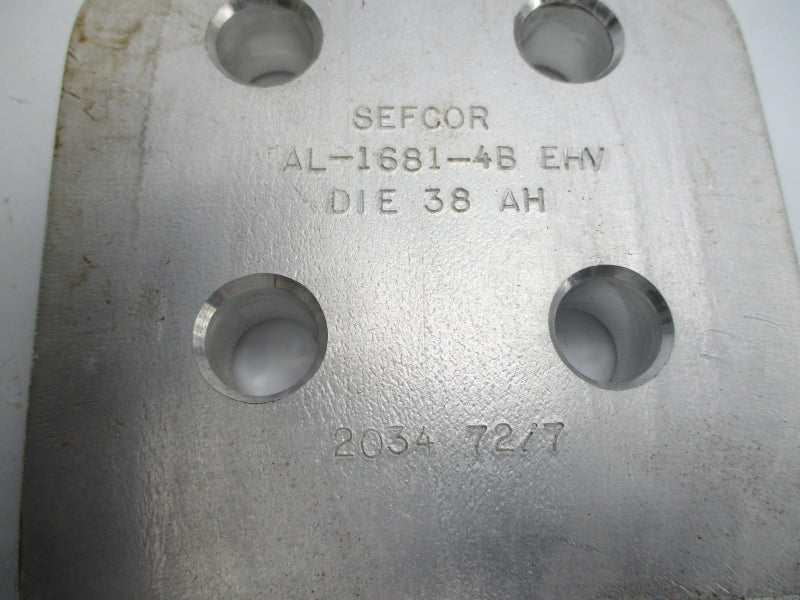 SEFCOR
AL-1681-4B EHV
DIE 38 AH
2034 72/7